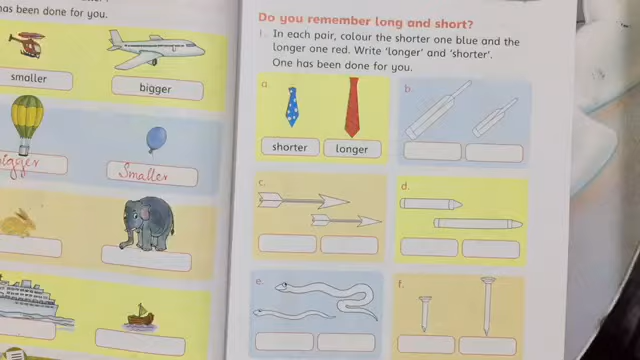 has been done for you.
smaller
bigger
Smaller
Do you remember long and short?
1. In each pair, colour the shorter one blue and the
longer one red. Write 'longer' and 'shorter'.
One has been done for you.
a.
b.
shorter
longer
c.
d.
e.
f.